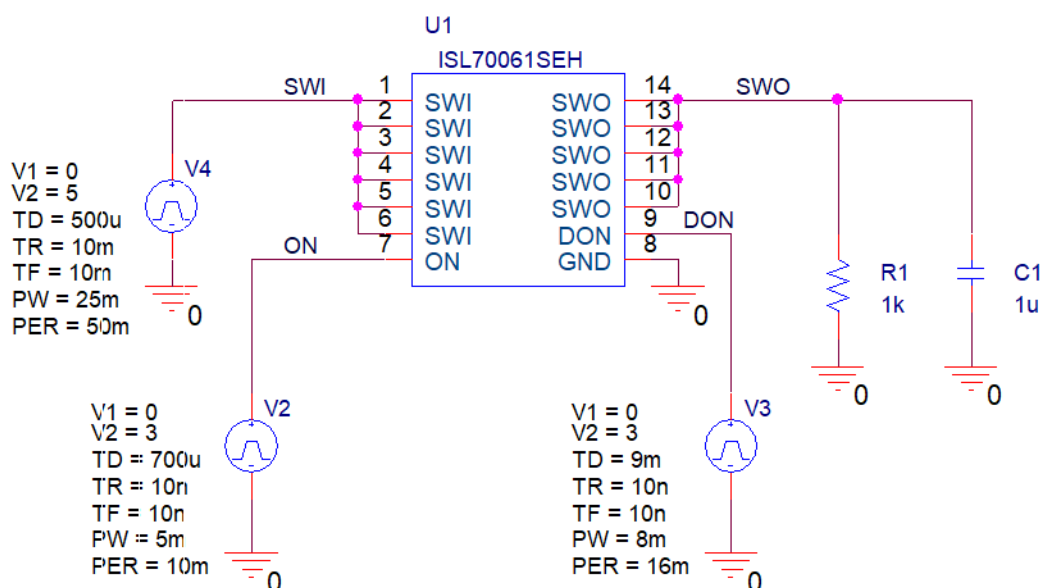 U1
ISL70061SEH
SWI
1 SWI SWO 14
SWO
2 SWI SWO 13
3 SWI SWO 12
4 SWI SWO 11
5 SWI SWO 10
6 SWI DON 9
DON
7 ON GND 8
ON
V4
V1 = 0
V2 = 5
TD = 500u
TR = 10m
TF = 10m
PW = 25m
PER = 50m
0
0
R1
1k
0
C1
1u
0
V2
V1 = 0
V2 = 3
TD = 700u
TR = 10n
TF = 10n
PW = 5m
PER = 10m
0
V3
V1 = 0
V2 = 3
TD = 9m
TR = 10n
TF = 10n
PW = 8m
PER = 16m
0